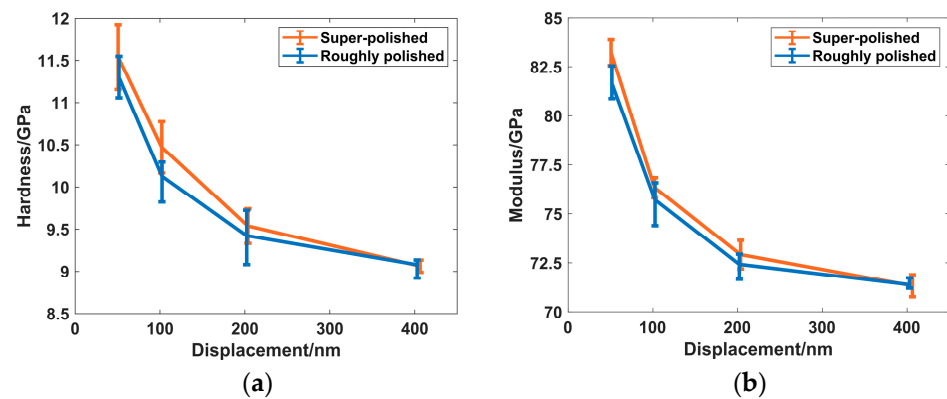 12
11.5
11
10.5
10
9.5
9
8.5
0
100
200
300
400
Hardness/GPa
Displacement/nm
Super-polished
Roughly polished
(a)
85
82.5
80
77.5
75
72.5
70
0
100
200
300
400
Modulus/GPa
Displacement/nm
Super-polished
Roughly polished
(b)